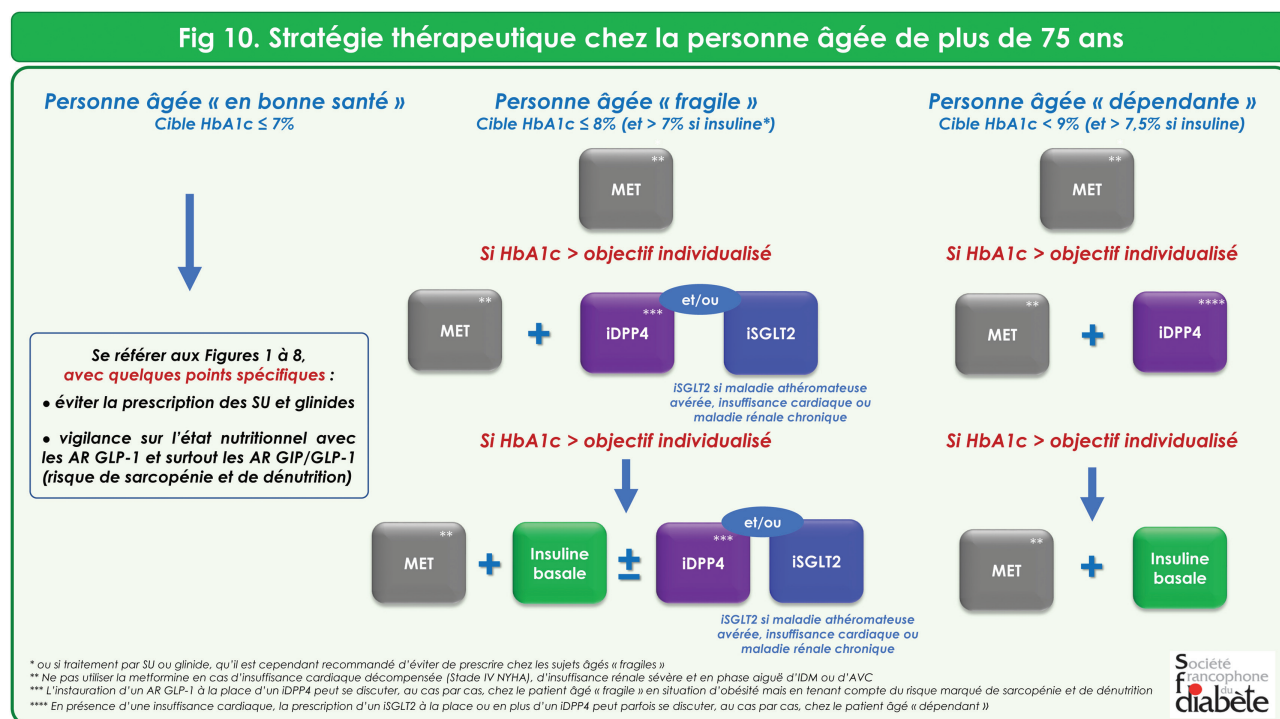 Fig 10. Stratégie thérapeutique chez la personne âgée de plus de 75 ans
Personne âgée « en bonne santé »
Cible HbA1c ≤ 7%
Se référer aux Figures 1 à 8,
avec quelques points spécifiques :
● éviter la prescription des SU et glinides
● vigilance sur l’état nutritionnel avec
les AR GLP-1 et surtout les AR GIP/GLP-1
(risque de sarcopénie et de dénutrition)
Personne âgée « fragile »
Cible HbA1c ≤ 8% (et > 7% si insuline*)
MET **
Si HbA1c > objectif individualisé
MET ** + iDPP4 *** et/ou iSGLT2
iSGLT2 si maladie athéromateuse
avérée, insuffisance cardiaque ou
maladie rénale chronique
Si HbA1c > objectif individualisé
MET ** + Insuline
basale ± iDPP4 *** et/ou iSGLT2
iSGLT2 si maladie athéromateuse
avérée, insuffisance cardiaque ou
maladie rénale chronique
Personne âgée « dépendante »
Cible HbA1c < 9% (et > 7,5% si insuline)
MET **
Si HbA1c > objectif individualisé
MET ** + iDPP4 ****
Si HbA1c > objectif individualisé
MET ** + Insuline
basale
* ou si traitement par SU ou glinide, qu’il est cependant recommandé d’éviter de prescrire chez les sujets âgés « fragiles »
** Ne pas utiliser la metformine en cas d’insuffisance cardiaque décompensée (Stade IV NYHA), d’insuffisance rénale sévère et en phase aiguë d’IDM ou d’AVC
*** L’instauration d’un AR GLP-1 à la place d’un iDPP4 peut se discuter, au cas par cas, chez le patient âgé « fragile » en situation d’obésité mais en tenant compte du risque marqué de sarcopénie et de dénutrition
**** En présence d’une insuffisance cardiaque, la prescription d’un iSGLT2 à la place ou en plus d’un iDPP4 peut parfois se discuter, au cas par cas, chez le patient âgé « dépendant »
Société
francophone
du
diabète